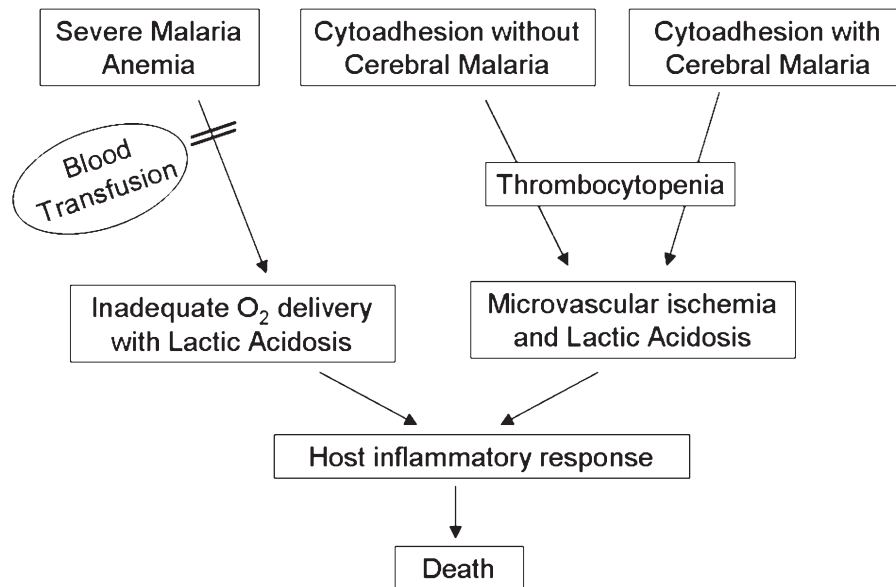 Severe Malaria
Anemia
Cytoadhesion without
Cerebral Malaria
Cytoadhesion with
Cerebral Malaria
Blood
Transfusion
Thrombocytopenia
Inadequate O₂ delivery
with Lactic Acidosis
Microvascular ischemia
and Lactic Acidosis
Host inflammatory response
Death